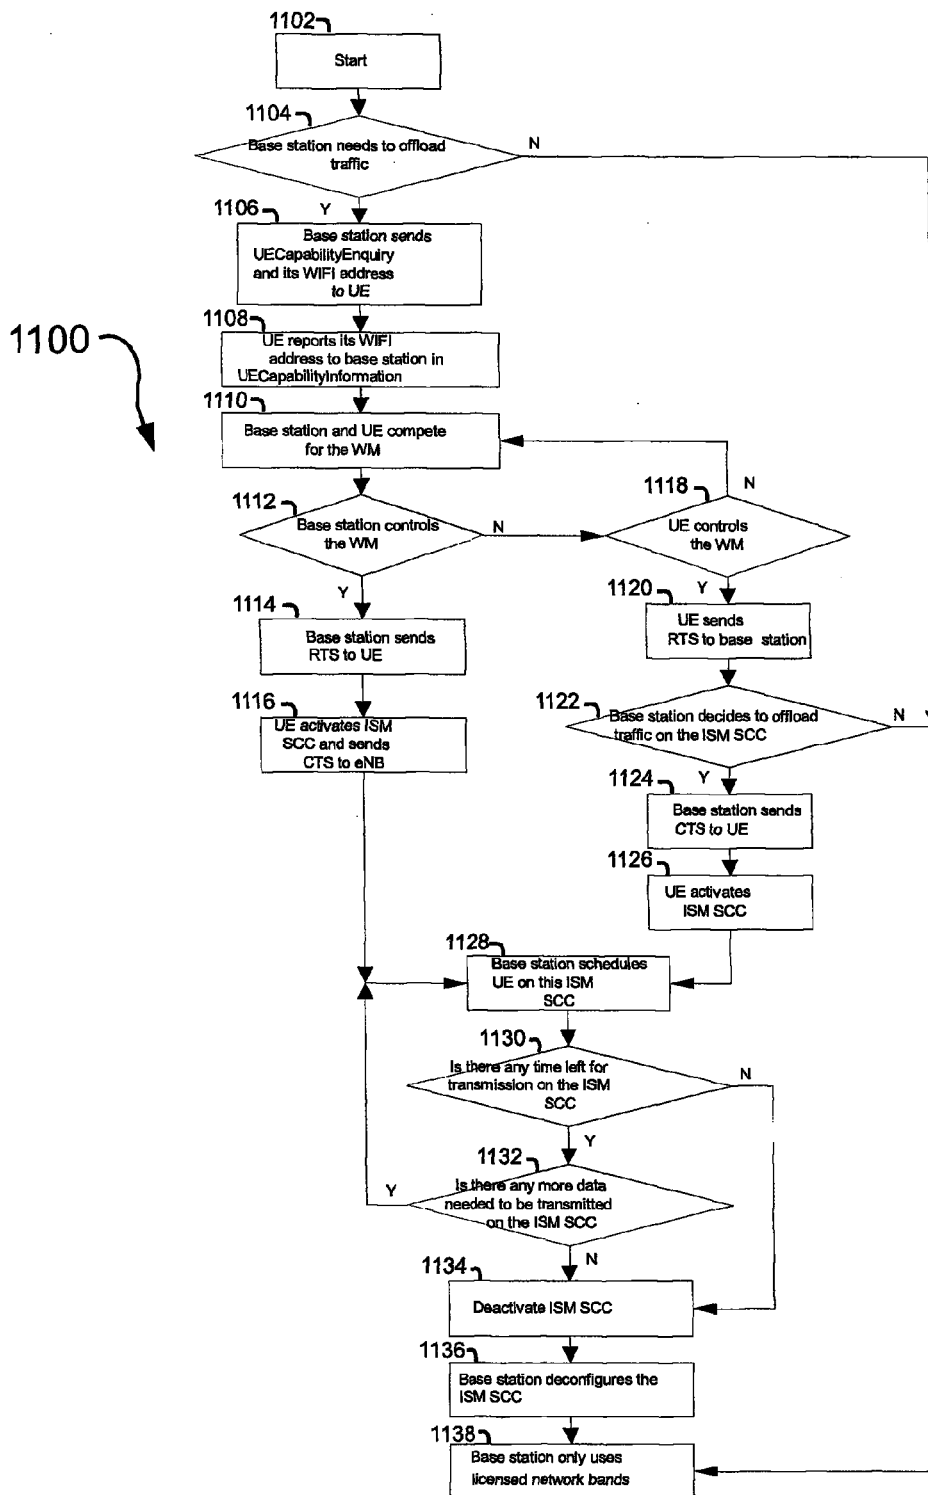 1102
Start
1104
Base station needs to offload
traffic
N
Y
1106
Base station sends
UECapabilityEnquiry
and its WIFI address
to UE
1100
1108
UE reports its WIFI
address to base station in
UECapabilityInformation
1110
Base station and UE compete
for the WM
1112
Base station controls
the WM
N
Y
1118
N
UE controls
the WM
Y
1114
Base station sends
RTS to UE
1120
UE sends
RTS to base station
1116
UE activates ISM
SCC and sends
CTS to eNB
1122
Base station decides to offload
traffic on the ISM SCC
N
Y
1124
Base station sends
CTS to UE
1126
UE activates
ISM SCC
1128
Base station schedules
UE on this ISM
SCC
1130
Is there any time left for
transmission on the ISM
SCC
N
Y
1132
Is there any more data
needed to be transmitted
on the ISM SCC
Y
N
1134
Deactivate ISM SCC
1136
Base station deconfigures the
ISM SCC
1138
Base station only uses
licensed network bands